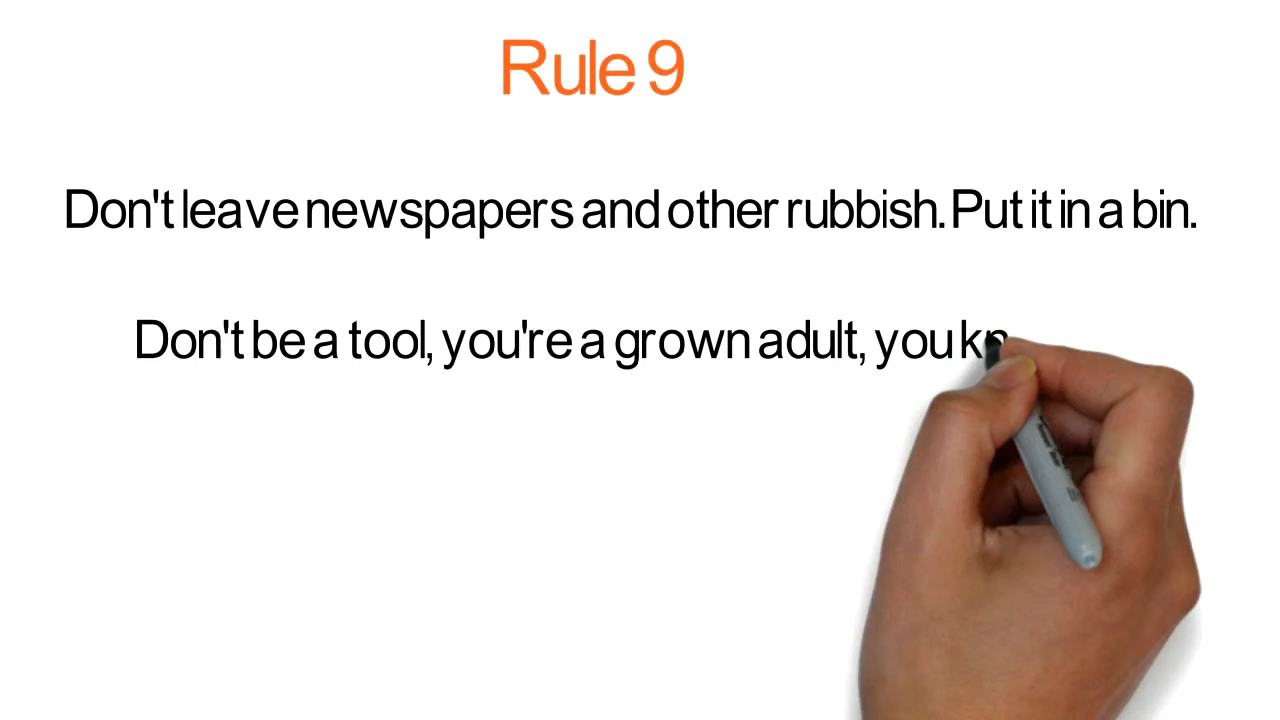 Rule 9
Don't leave newspapers and other rubbish. Put it in a bin.
Don't be a tool, you're a grown adult, you